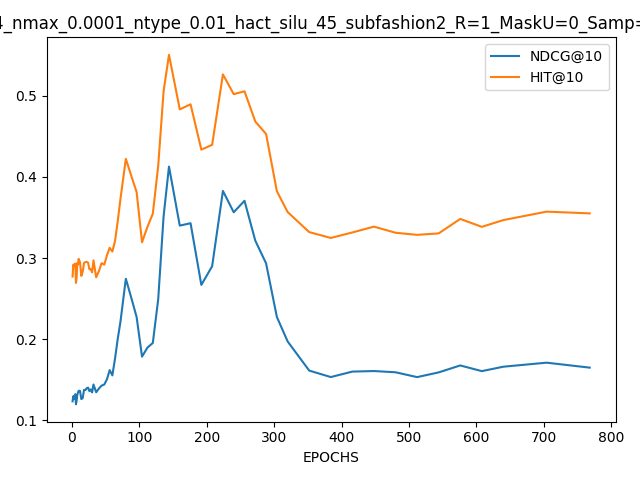 _nmax_0.0001_ntype_0.01_hact_silu_45_subfashion2_R=1_MaskU=0_Samp=
NDCG@10
HIT@10
0.5
0.4
0.3
0.2
0.1
0 100 200 300 400 500 600 700 800
EPOCHS